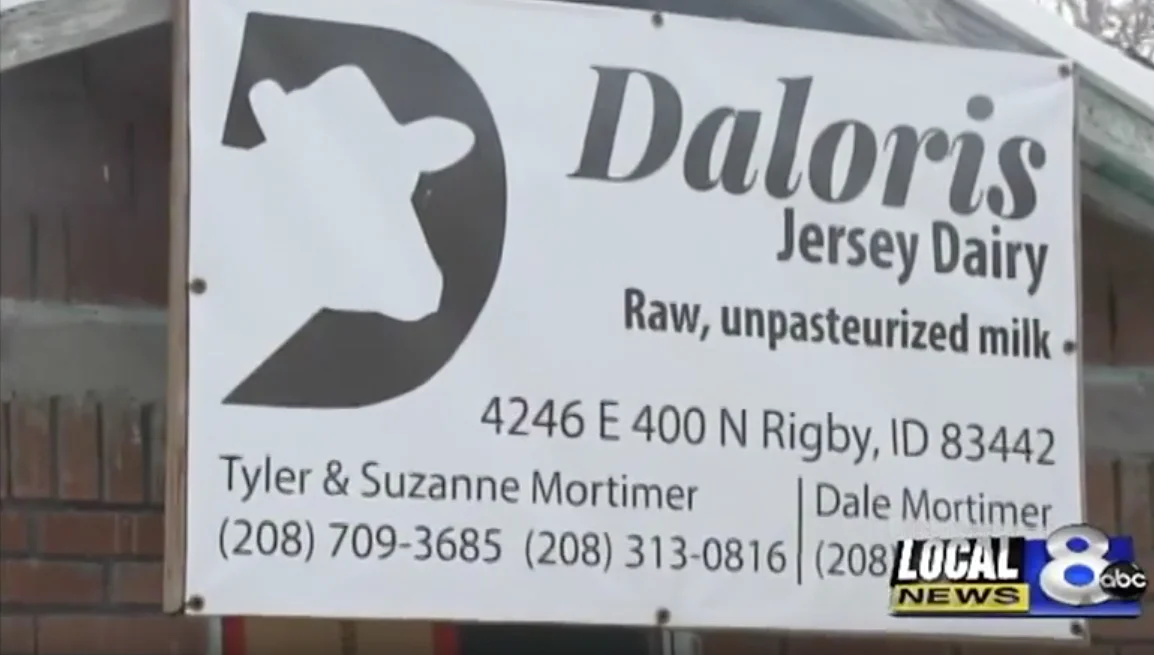 Daloris
Jersey Dairy
Raw, unpasteurized milk
4246 E 400 N Rigby, ID 83442
Tyler & Suzanne Mortimer
(208) 709-3685 (208) 313-0816
Dale Mortimer
(208)
LOCAL
NEWS
8
abc